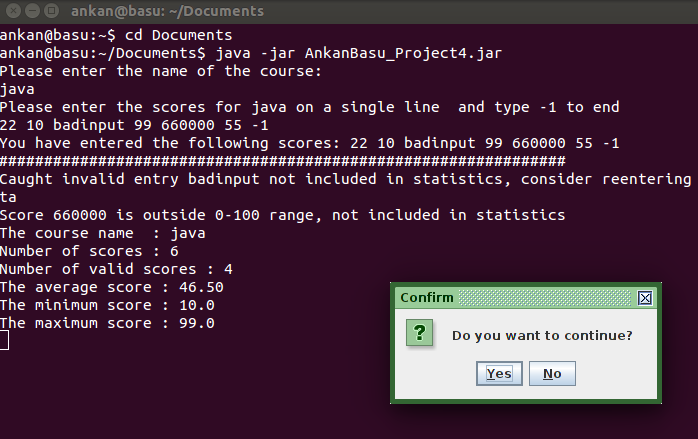 ankan@basu: ~/Documents
ankan@basu:~$ cd Documents
ankan@basu:~/Documents$ java -jar AnkanBasu_Project4.jar
Please enter the name of the course:
java
Please enter the scores for java on a single line  and type -1 to end
22 10 badinput 99 660000 55 -1
You have entered the following scores: 22 10 badinput 99 660000 55 -1
###############################################################
Caught invalid entry badinput not included in statistics, consider reentering
ta
Score 660000 is outside 0-100 range, not included in statistics
The course name  : java
Number of scores : 6
Number of valid scores : 4
The average score : 46.50
The minimum score : 10.0
The maximum score : 99.0
Confirm
? Do you want to continue?
Yes No